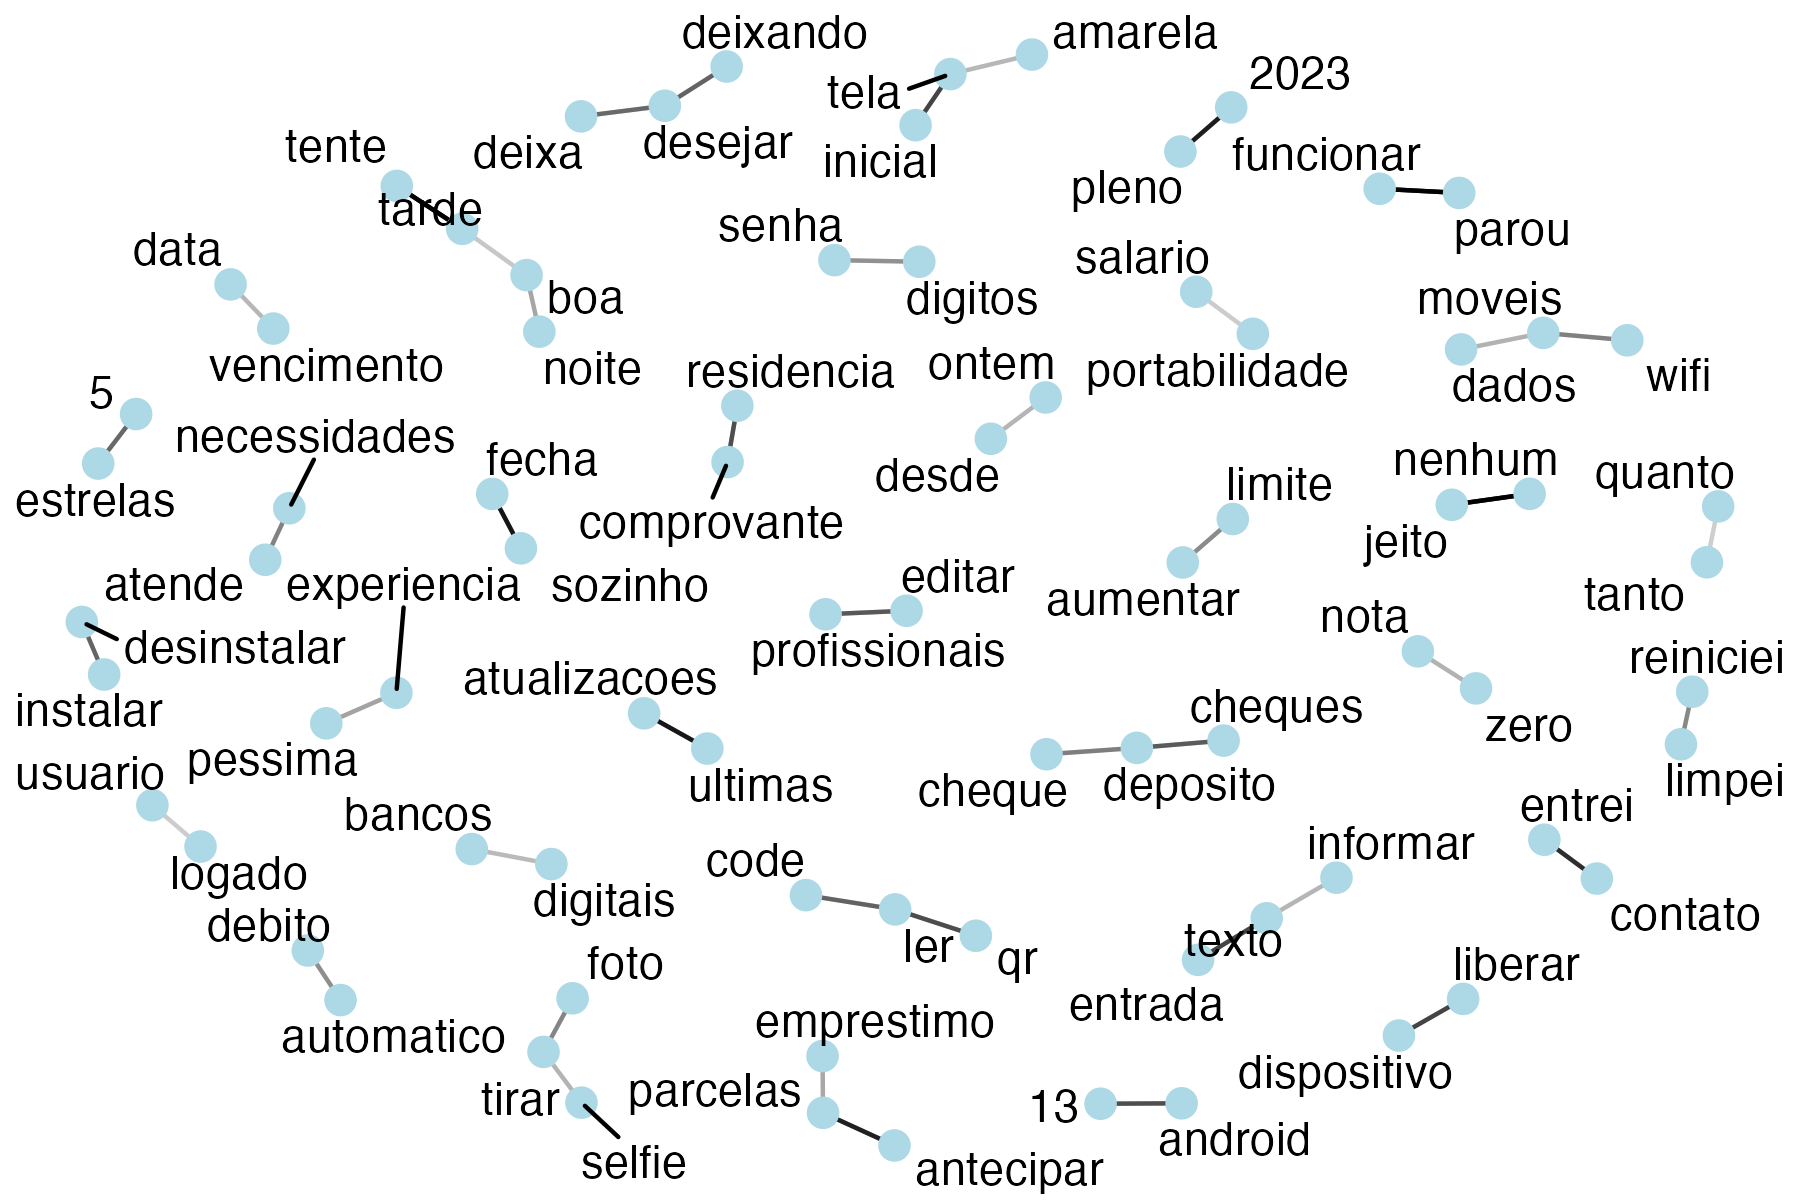 deixando
amarela
tela
2023
deixa
desejar
inicial
tente
funcionar
pleno
tarde
parou
senha
data
salario
boa
digitos
moveis
vencimento
noite
residencia
ontem
portabilidade
dados
wifi
5
necessidades
fecha
desde
limite
nenhum
quanto
estrelas
comprovante
jeito
atende
experiencia
sozinho
editar
aumentar
tanto
desinstalar
profissionais
nota
reiniciei
instalar
atualizacoes
cheques
zero
usuario
pessima
ultimas
cheque
deposito
limpei
bancos
entrei
logado
code
informar
debito
digitais
ler
qr
texto
contato
foto
liberar
automatico
emprestimo
entrada
tirar
parcelas
13
dispositivo
selfie
antecipar
android